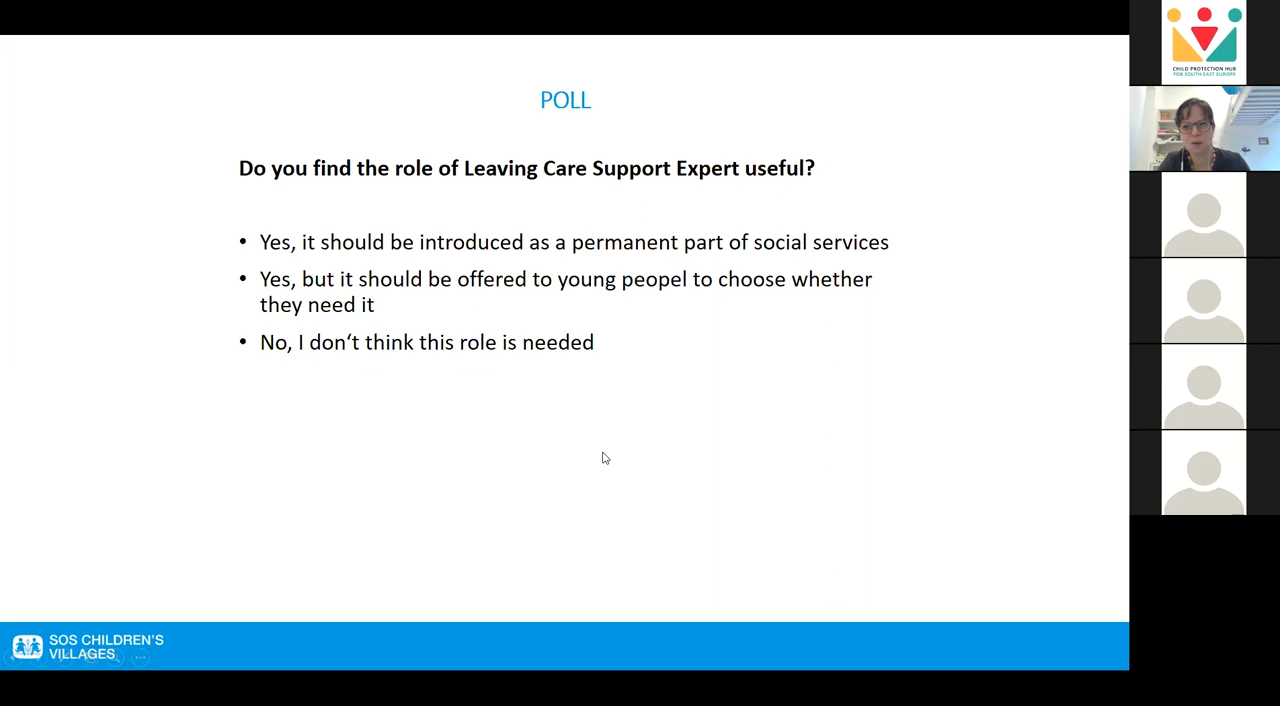 POLL
Do you find the role of Leaving Care Support Expert useful?
• Yes, it should be introduced as a permanent part of social services
• Yes, but it should be offered to young peopel to choose whether
they need it
• No, I don‘t think this role is needed
SOS CHILDREN'S
VILLAGES
CHILD PROTECTION HUB
FOR SOUTH EAST EUROPE